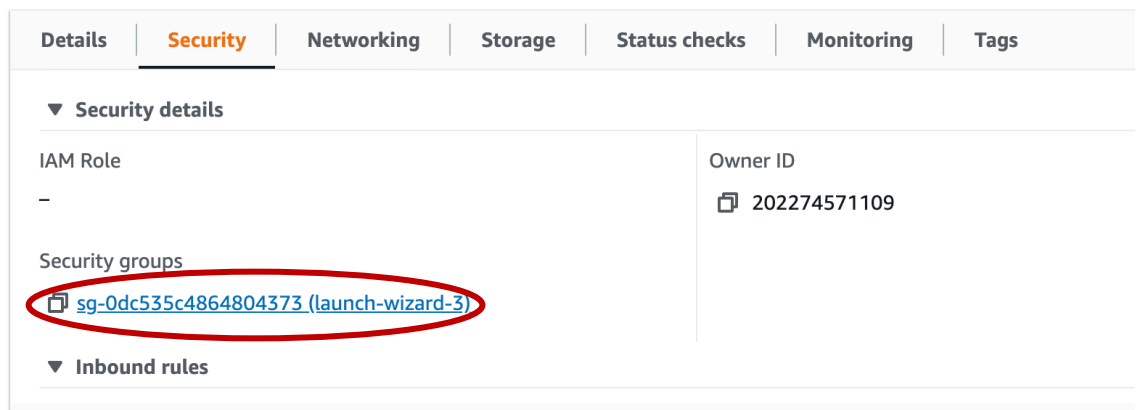 Details Security Networking Storage Status checks Monitoring Tags
Security details
IAM Role
–
Owner ID
202274571109
Security groups
sg-0dc535c4864804373 (launch-wizard-3)
Inbound rules